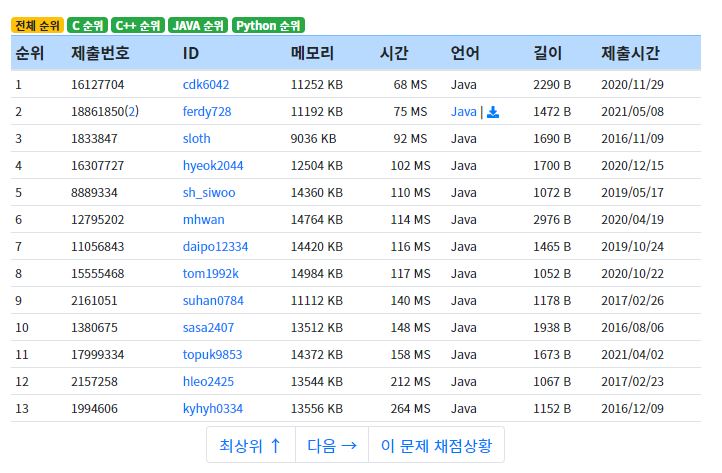 전체 순위 C 순위 C++ 순위 JAVA 순위 Python 순위
순위 제출번호 ID 메모리 시간 언어 길이 제출시간
1 16127704 cdk6042 11252 KB 68 MS Java 2290 B 2020/11/29
2 18861850(2) ferdy728 11192 KB 75 MS Java | 1472 B 2021/05/08
3 1833847 sloth 9036 KB 92 MS Java 1690 B 2016/11/09
4 16307727 hyeok2044 12504 KB 102 MS Java 1700 B 2020/12/15
5 8889334 sh_siwoo 14360 KB 110 MS Java 1072 B 2019/05/17
6 12795202 mhwan 14764 KB 114 MS Java 2976 B 2020/04/19
7 11056843 daipo12334 14420 KB 116 MS Java 1465 B 2019/10/24
8 15555468 tom1992k 14984 KB 117 MS Java 1052 B 2020/10/22
9 2161051 suhan0784 11112 KB 140 MS Java 1178 B 2017/02/26
10 1380675 sasa2407 13512 KB 148 MS Java 1938 B 2016/08/06
11 17999334 topuk9853 14372 KB 158 MS Java 1673 B 2021/04/02
12 2157258 hleo2425 13544 KB 212 MS Java 1067 B 2017/02/23
13 1994606 kyhyh0334 13556 KB 264 MS Java 1152 B 2016/12/09
최상위 ↑ 다음 → 이 문제 채점상황